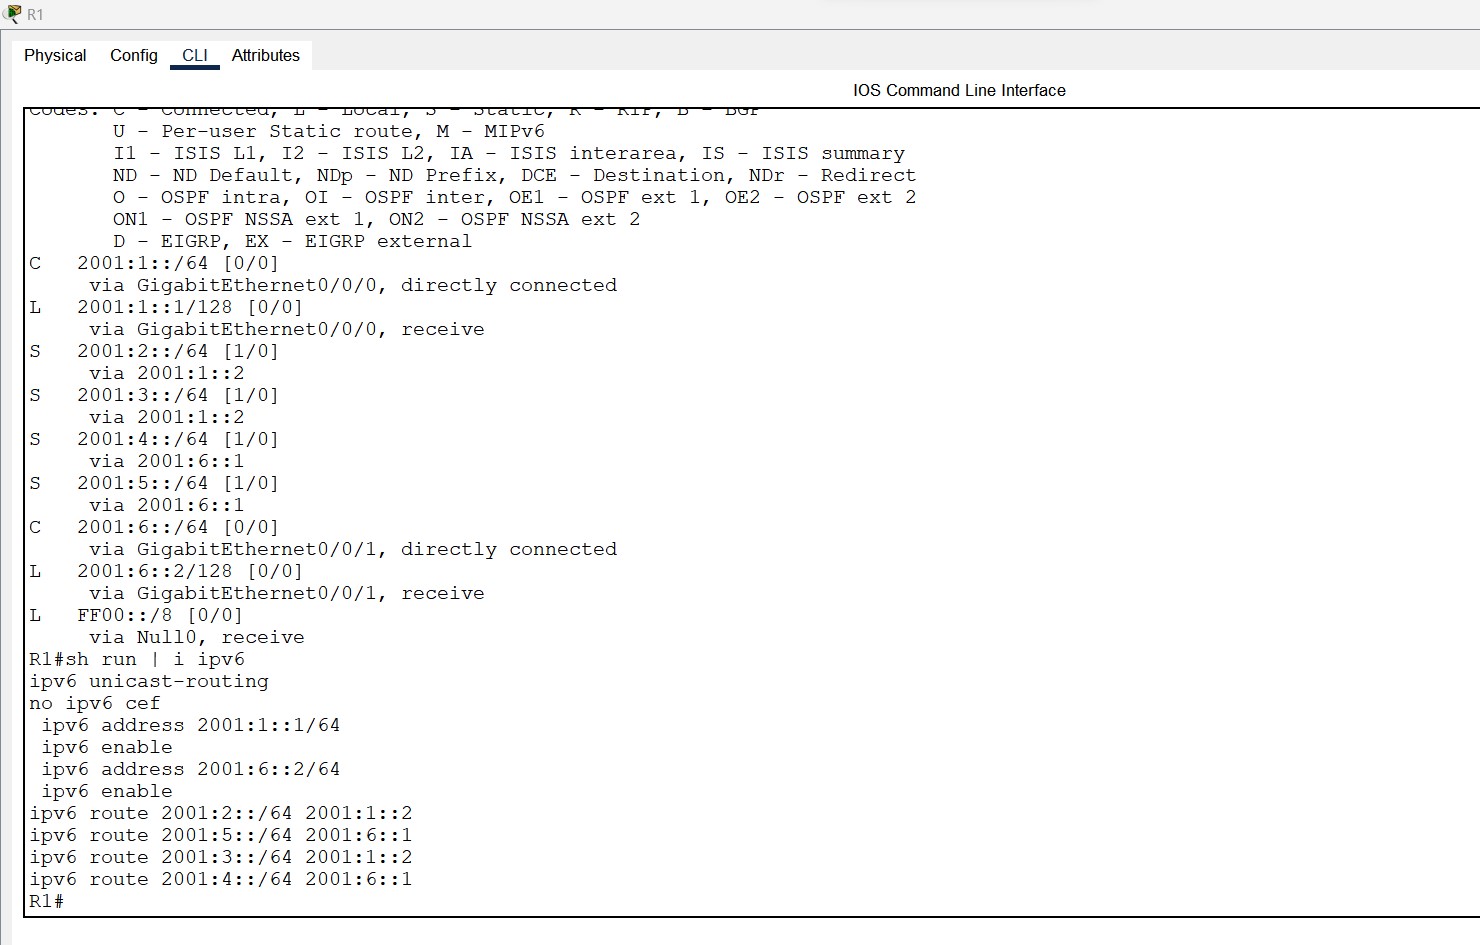 R1
Physical Config CLI Attributes
IOS Command Line Interface
Codes: C - Connected, L - Local, S - Static, R - RIP, B - BGP
U - Per-user Static route, M - MIPv6
I1 - ISIS L1, I2 - ISIS L2, IA - ISIS interarea, IS - ISIS summary
ND - ND Default, NDp - ND Prefix, DCE - Destination, NDr - Redirect
O - OSPF intra, OI - OSPF inter, OE1 - OSPF ext 1, OE2 - OSPF ext 2
ON1 - OSPF NSSA ext 1, ON2 - OSPF NSSA ext 2
D - EIGRP, EX - EIGRP external
C 2001:1::/64 [0/0]
via GigabitEthernet0/0/0, directly connected
L 2001:1::1/128 [0/0]
via GigabitEthernet0/0/0, receive
S 2001:2::/64 [1/0]
via 2001:1::2
S 2001:3::/64 [1/0]
via 2001:1::2
S 2001:4::/64 [1/0]
via 2001:6::1
S 2001:5::/64 [1/0]
via 2001:6::1
C 2001:6::/64 [0/0]
via GigabitEthernet0/0/1, directly connected
L 2001:6::2/128 [0/0]
via GigabitEthernet0/0/1, receive
L FF00::/8 [0/0]
via Null0, receive
R1#sh run | i ipv6
ipv6 unicast-routing
no ipv6 cef
ipv6 address 2001:1::1/64
ipv6 enable
ipv6 address 2001:6::2/64
ipv6 enable
ipv6 route 2001:2::/64 2001:1::2
ipv6 route 2001:5::/64 2001:6::1
ipv6 route 2001:3::/64 2001:1::2
ipv6 route 2001:4::/64 2001:6::1
R1#